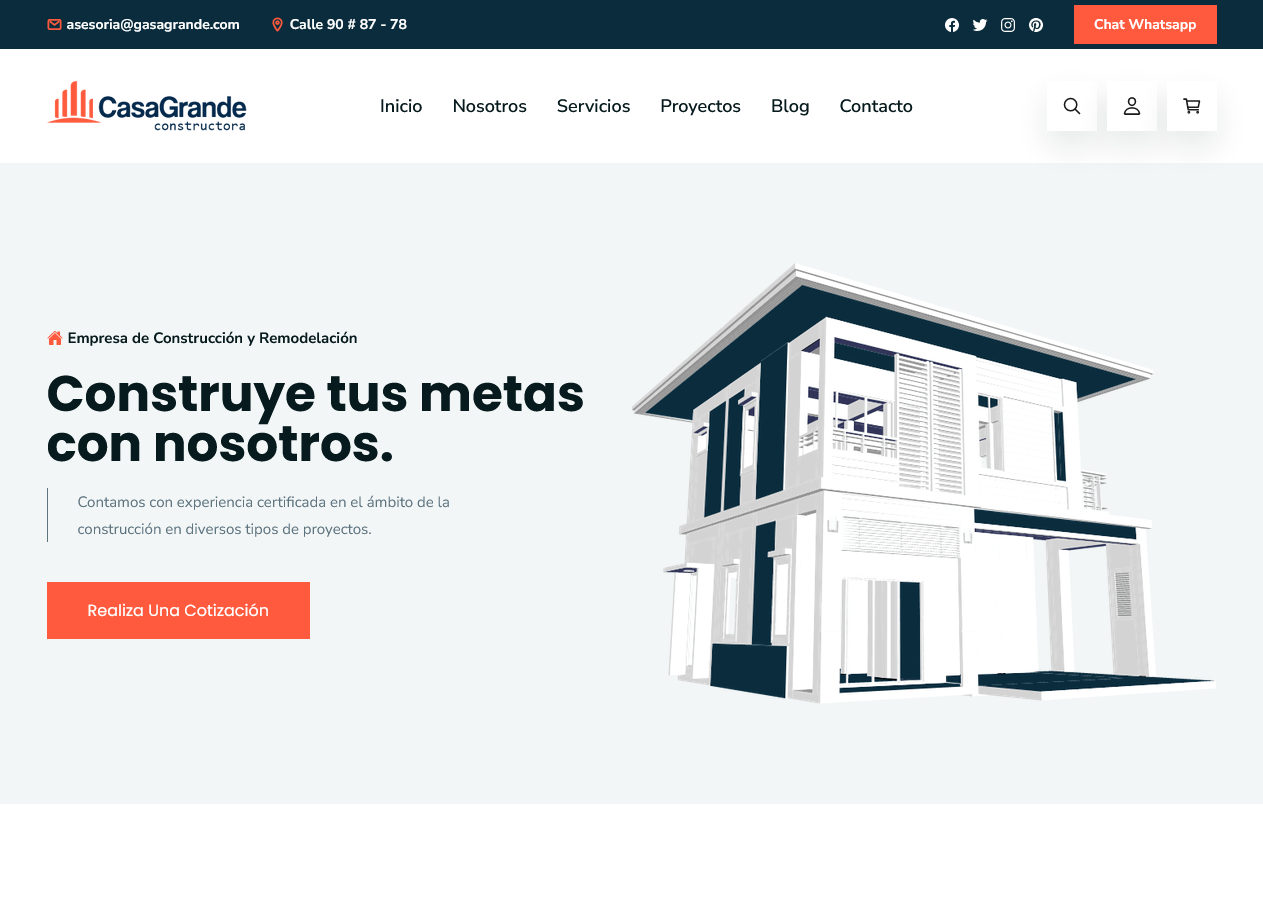 asesoria@gasagrande.com
Calle 90 # 87 - 78
Chat Whatsapp
CasaGrande
constructora
Inicio
Nosotros
Servicios
Proyectos
Blog
Contacto
Empresa de Construcción y Remodelación
Construye tus metas
con nosotros.
Contamos con experiencia certificada en el ámbito de la
construcción en diversos tipos de proyectos.
Realiza Una Cotización